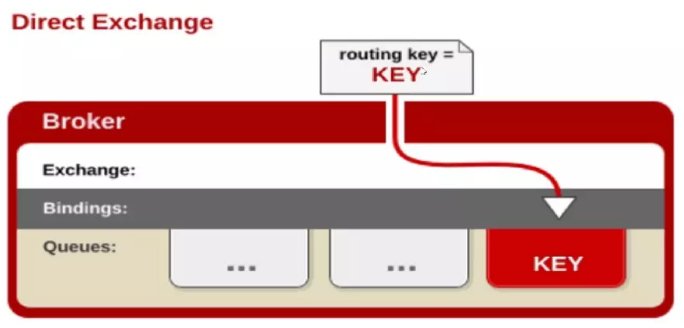 Direct Exchange
routing key =
KEY
Broker
Exchange:
Bindings:
Queues:
...
...
KEY